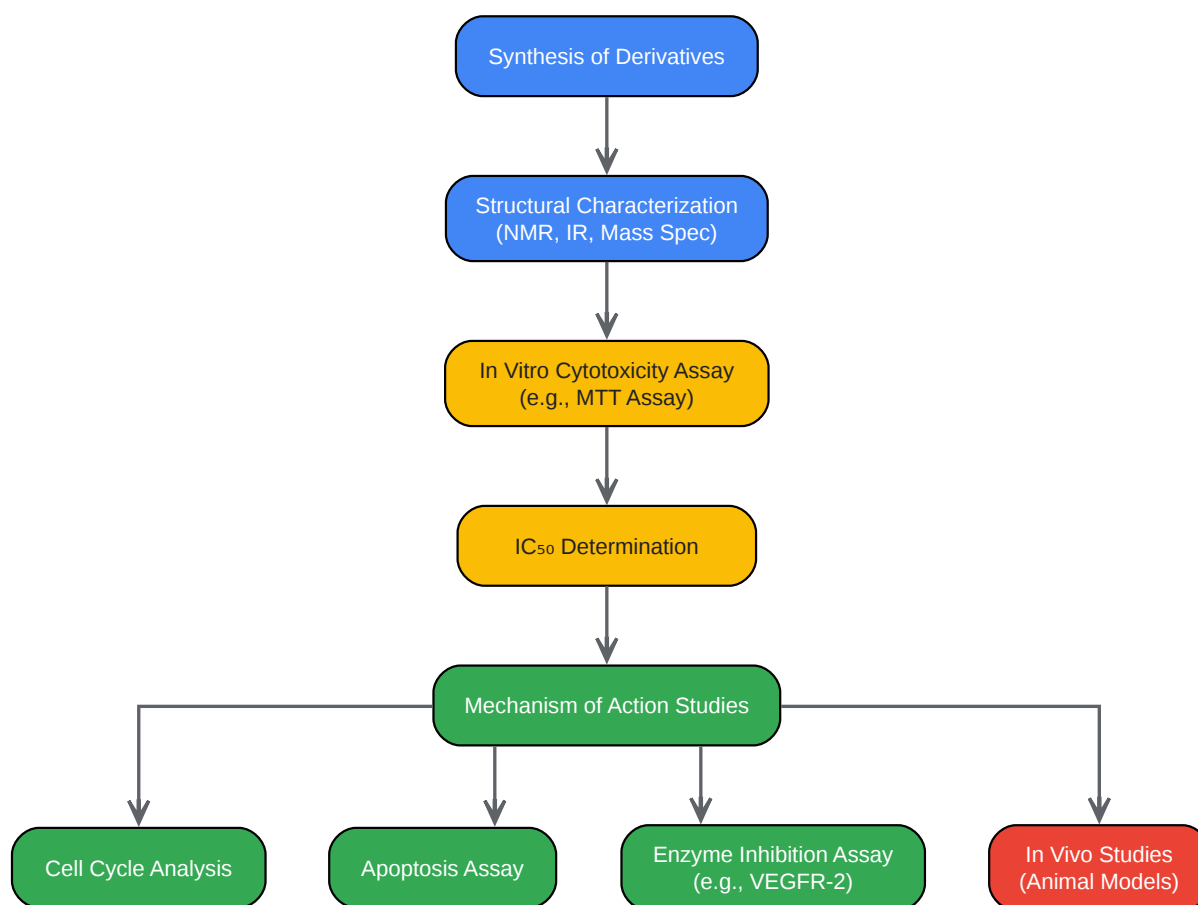 Synthesis of Derivatives
Structural Characterization
(NMR, IR, Mass Spec)
In Vitro Cytotoxicity Assay
(e.g., MTT Assay)
IC₅₀ Determination
Mechanism of Action Studies
Cell Cycle Analysis
Apoptosis Assay
Enzyme Inhibition Assay
(e.g., VEGFR-2)
In Vivo Studies
(Animal Models)